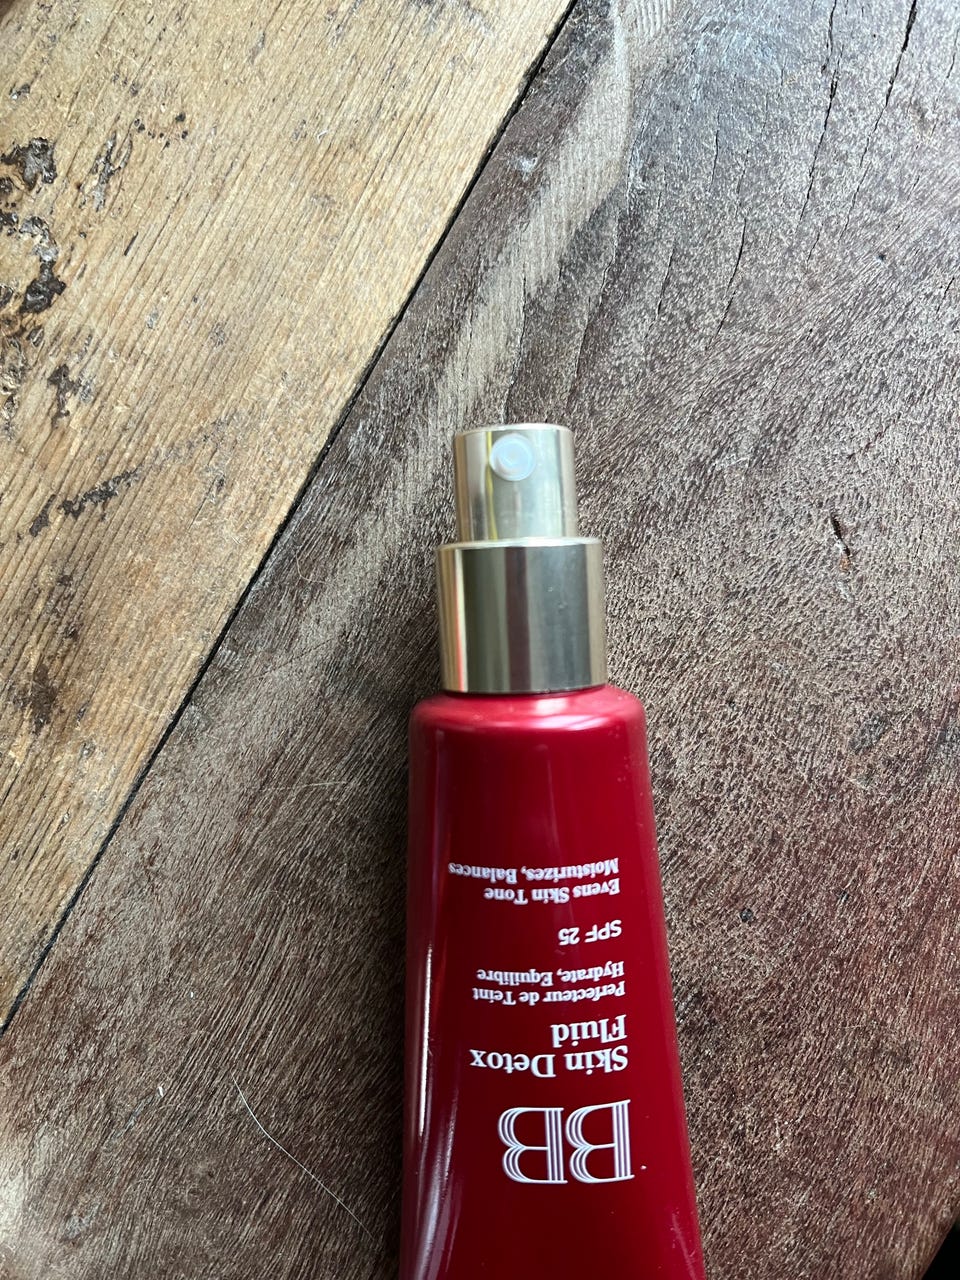 BB
Skin Detox
Fluid
Perfecteur de Teint
Hydrate, Equilibre
SPF 25
Evens Skin Tone
Moisturizes, Balances